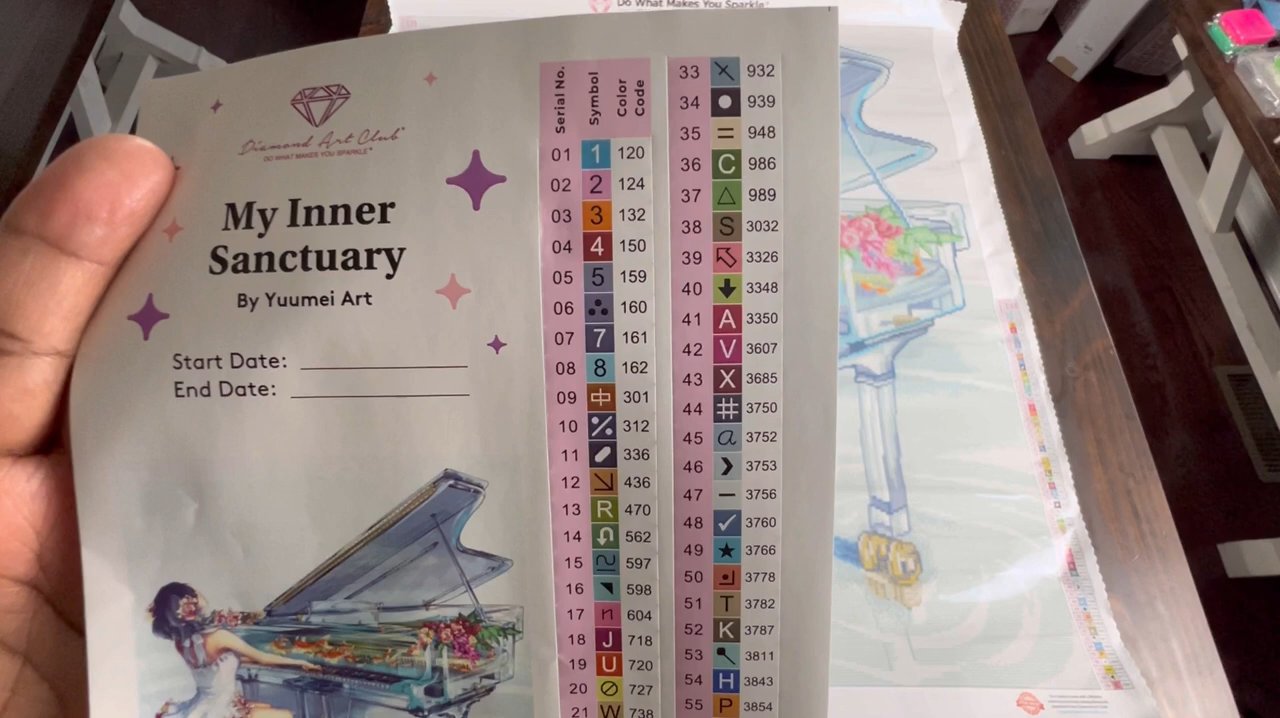 Do What Makes You Sparkle
Diamond Art Club
DO WHAT MAKES YOU SPARKLE
My Inner
Sanctuary
By Yuumei Art
Start Date:
End Date:
Serial No. Symbol Color Code
01 1 120
02 2 124
03 3 132
04 4 150
05 5 159
06 160
07 7 161
08 8 162
09 中 301
10 312
11 336
12 436
13 R 470
14 562
15 597
16 598
17 n 604
18 J 718
19 U 720
20 727
21 W 738
33 932
34 939
35 = 948
36 C 986
37 △ 989
38 S 3032
39 3326
40 3348
41 A 3350
42 V 3607
43 X 3685
44 # 3750
45 a 3752
46 3753
47 – 3756
48 ✓ 3760
49 ★ 3766
50 3778
51 T 3782
52 K 3787
53 3811
54 H 3843
55 P 3854